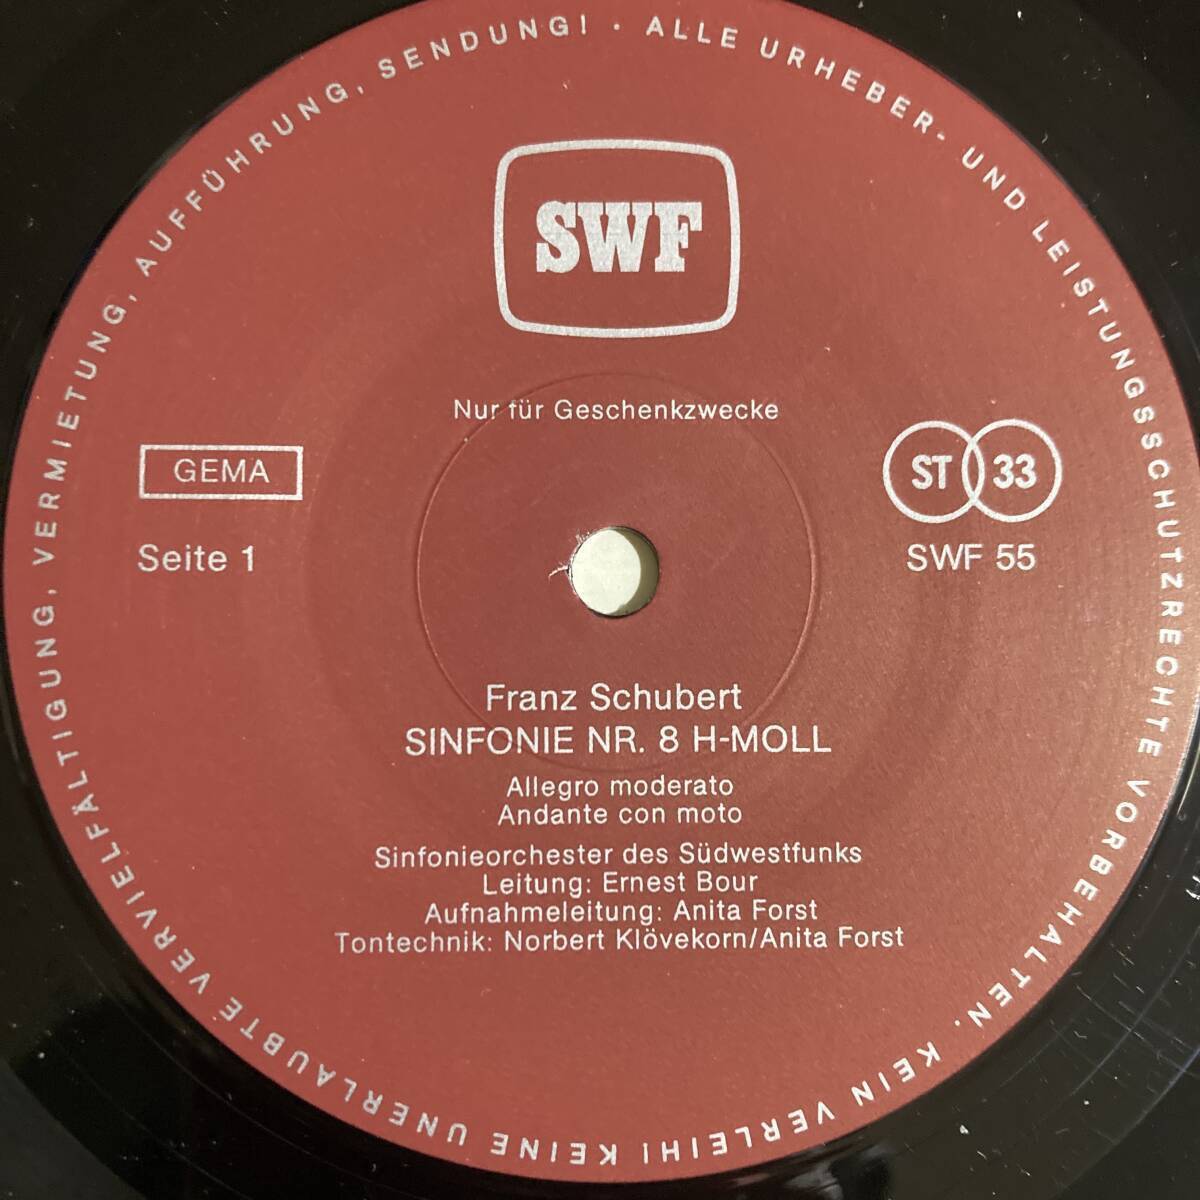 ALLE URHEBER- UND LEISTUNGSSCHUTZRECHTE VORBEHALTEN. KEIN VERLEIH! KEINE UNERLAUBTE VERVIELFÄLTIGUNG, VERMIETUNG, AUFFÜHRUNG, SENDUNG! ·
SWF
Nur für Geschenkzwecke
GEMA
ST 33
Seite 1
SWF 55
Franz Schubert
SINFONIE NR. 8 H-MOLL
Allegro moderato
Andante con moto
Sinfonieorchester des Südwestfunks
Leitung: Ernest Bour
Aufnahmeleitung: Anita Forst
Tontechnik: Norbert Klövekorn/Anita Forst